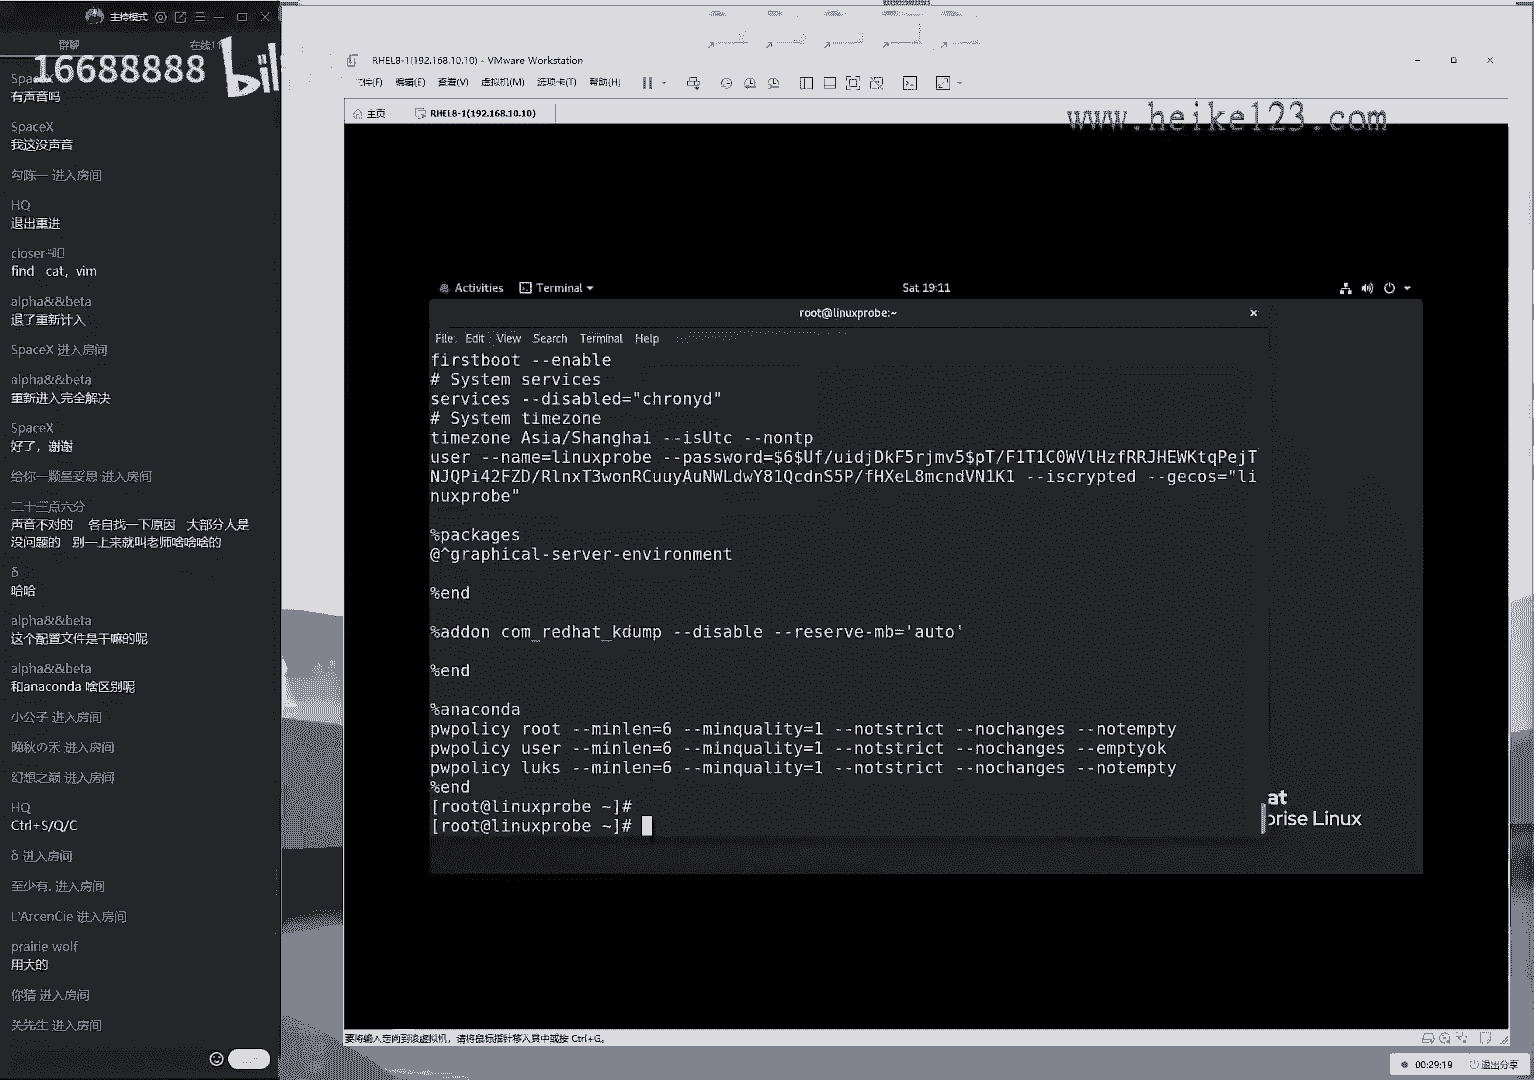 主持模式
群聊
在线1
16688888
bili
SpaceX
有声音吗
SpaceX
我这没声音
勾陈一 进入房间
HQ
退出重进
find cat，vim
alpha&&beta
退了重新计入
SpaceX 进入房间
alpha&&beta
重新进入完全解决
SpaceX
好了，谢谢
给你一颗星妥思 进入房间
二十三点六分
声音不对的 各自找一下原因 大部分人是
没问题的 别一上来就叫老师啥啥啥的
δ
哈哈
alpha&&beta
这个配置文件是干嘛的呢
alpha&&beta
和anaconda 啥区别呢
小公子 进入房间
晚秋の禾 进入房间
幻想之巅 进入房间
HQ
Ctrl+S/Q/C
δ 进入房间
至少有. 进入房间
L'ArcenCie 进入房间
prairie wolf
用大的
你猜 进入房间
关先生 进入房间
RHEL8-1(192.168.10.10) - VMware Workstation
文件(F) 编辑(E) 查看(V) 虚拟机(M) 选项卡(T) 帮助(H)
主页
RHEL8-1(192.168.10.10)
www.heike123.com
Activities
Terminal
Sat 19:11
root@linuxprobe:~
File Edit View Search Terminal Help
firstboot --enable
# System services
services --disabled="chronyd"
# System timezone
timezone Asia/Shanghai --isUtc --nontp
user --name=linuxprobe --password=$6$Uf/uidjDkF5rjmv5$pT/F1T1C0WVlHzfRRJHEWKtqPejT
NJQPi42FZD/RlnxT3wonRCuuyAuNWLdwY81QcdnS5P/fHXeL8mcndVN1K1 --iscrypted --gecos="li
nuxprobe"
%packages
@^graphical-server-environment
%end
%addon com_redhat_kdump --disable --reserve-mb='auto'
%end
%anaconda
pwpolicy root --minlen=6 --minquality=1 --notstrict --nochanges --notempty
pwpolicy user --minlen=6 --minquality=1 --notstrict --nochanges --emptyok
pwpolicy luks --minlen=6 --minquality=1 --notstrict --nochanges --notempty
%end
[root@linuxprobe ~]#
[root@linuxprobe ~]#
at
prise Linux
要将输入定向到该虚拟机，请将鼠标指针移入其中或按 Ctrl+G。
00:29:19
退出分享